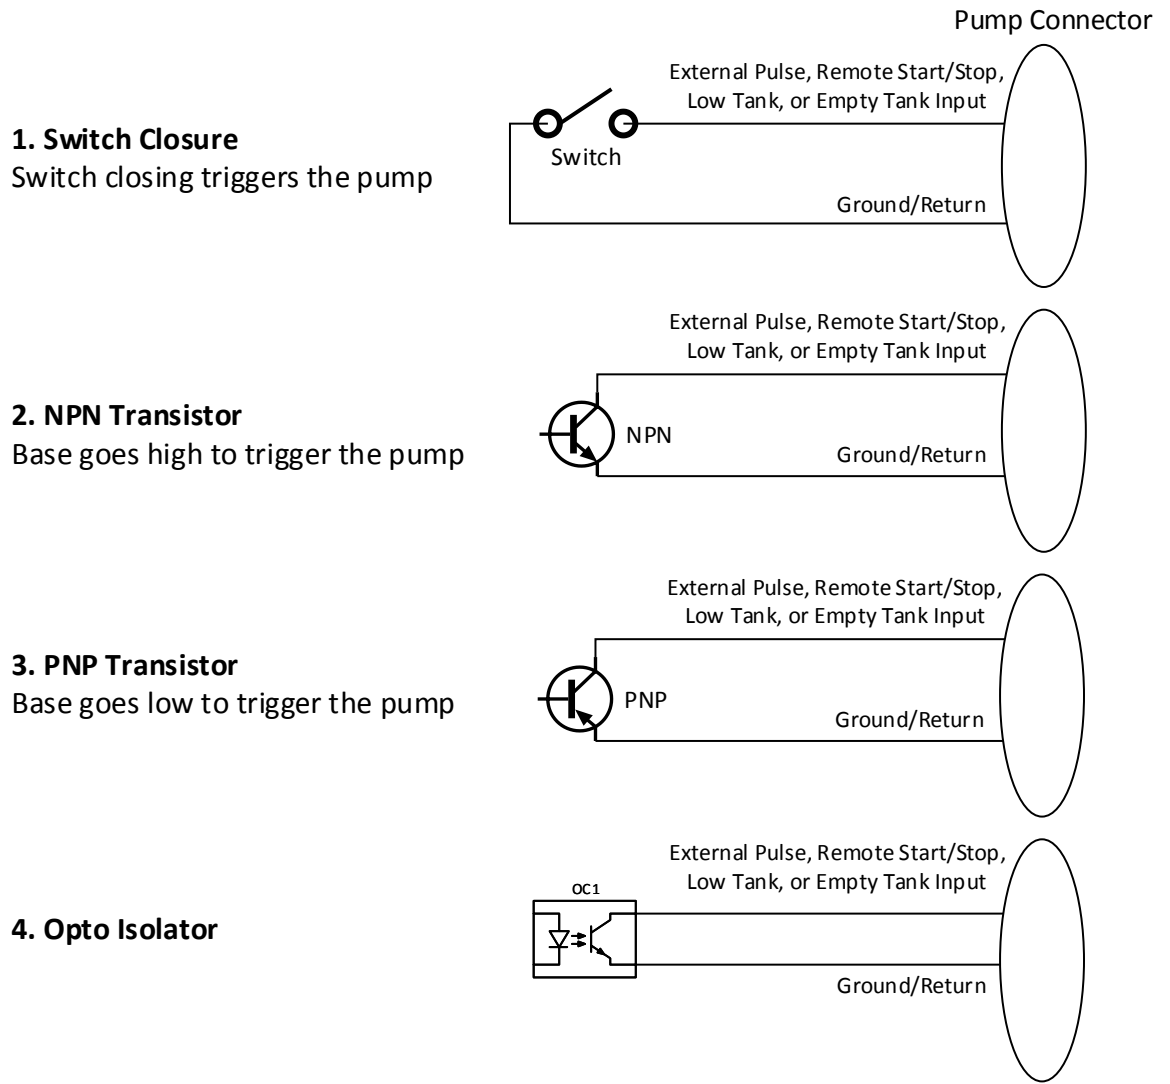 Pump Connector
External Pulse, Remote Start/Stop,
Low Tank, or Empty Tank Input
1. Switch Closure
Switch closing triggers the pump
Switch
Ground/Return
External Pulse, Remote Start/Stop,
Low Tank, or Empty Tank Input
2. NPN Transistor
Base goes high to trigger the pump
NPN
Ground/Return
External Pulse, Remote Start/Stop,
Low Tank, or Empty Tank Input
3. PNP Transistor
Base goes low to trigger the pump
PNP
Ground/Return
External Pulse, Remote Start/Stop,
Low Tank, or Empty Tank Input
OC1
4. Opto Isolator
Ground/Return